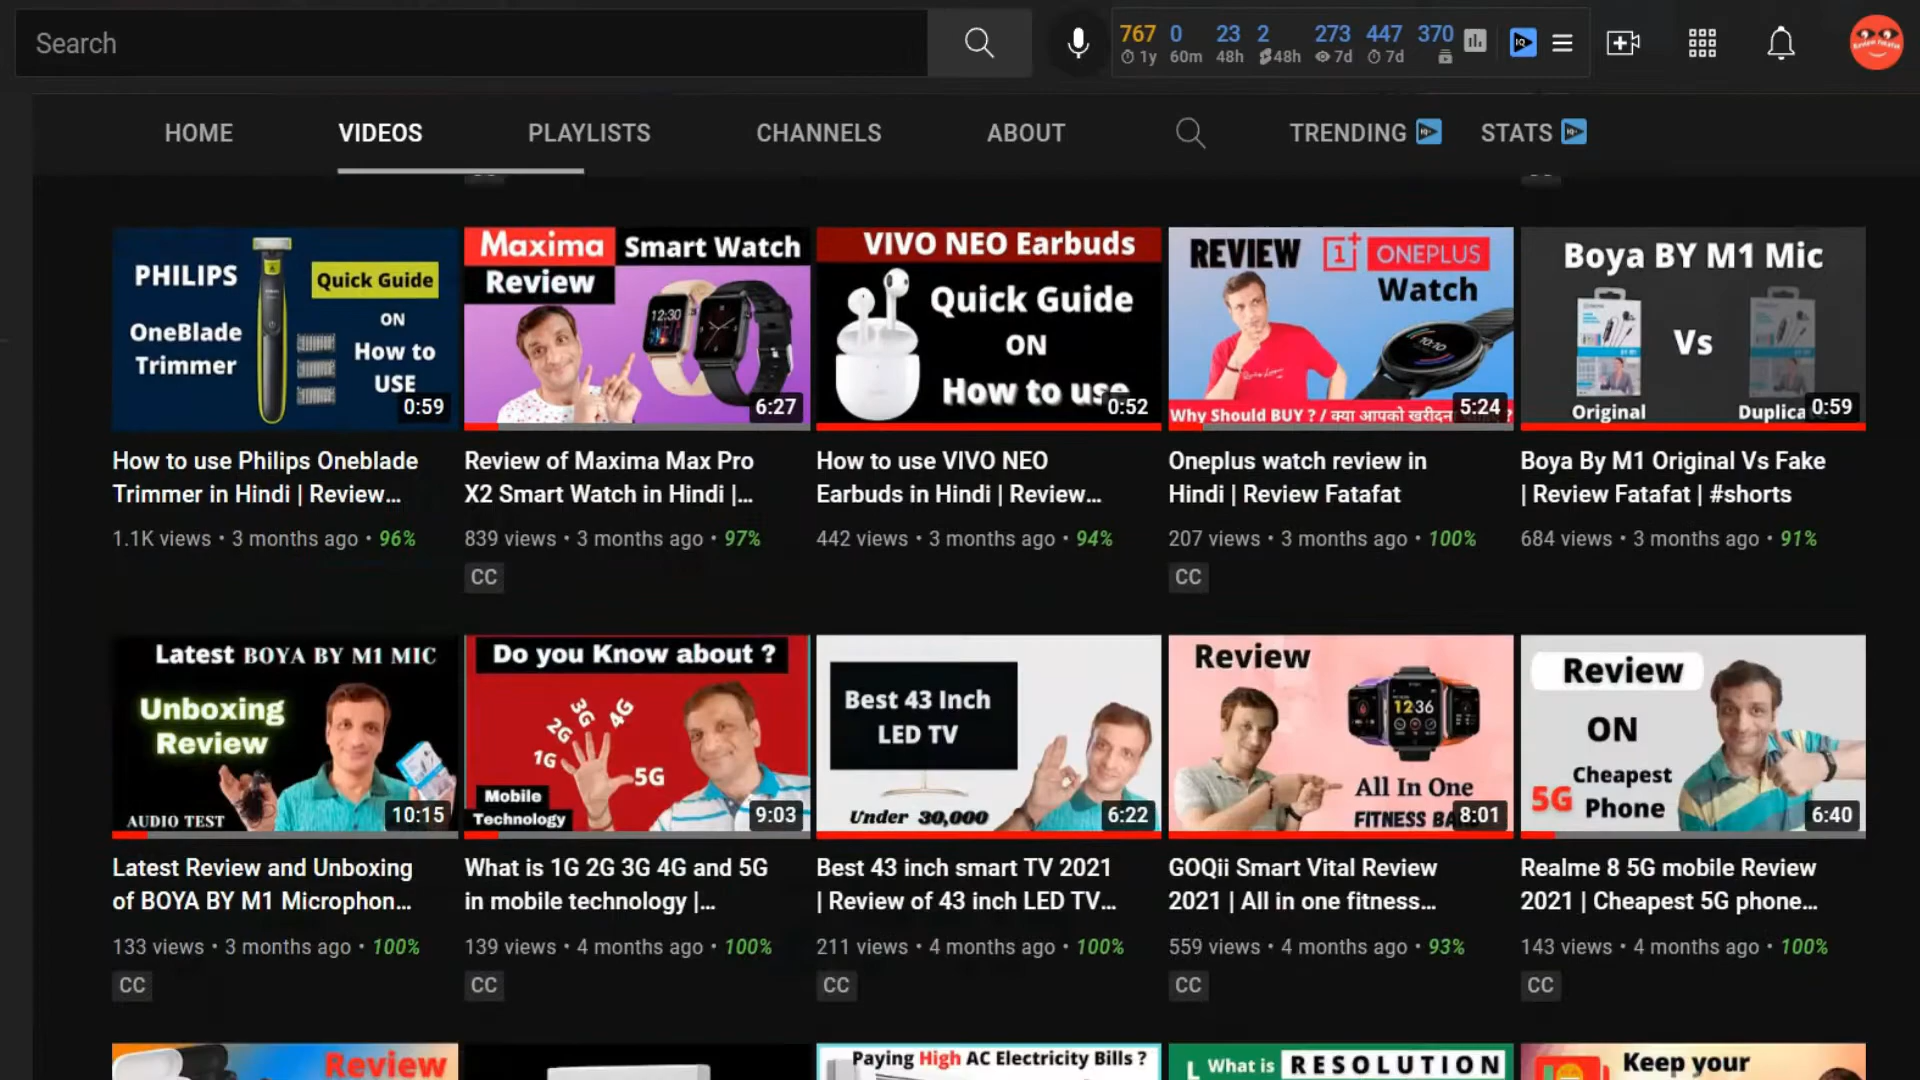 Search
767 0 23 2 273 447 370
1y 60m 48h 48h 7d 7d
HOME VIDEOS PLAYLISTS CHANNELS ABOUT TRENDING STATS
PHILIPS
OneBlade
Trimmer
Quick Guide
ON
How to
USE
0:59
Maxima Smart Watch
Review
12:30
6:27
VIVO NEO Earbuds
Quick Guide
ON
How to use
0:52
REVIEW 1+ ONEPLUS
Watch
10:10
Why Should BUY ? / क्या आपको
5:24
Boya BY M1 Mic
Vs
Original
0:59
How to use Philips Oneblade
Trimmer in Hindi | Review...
1.1K views • 3 months ago • 96%
Review of Maxima Max Pro
X2 Smart Watch in Hindi |...
839 views • 3 months ago • 97%
CC
How to use VIVO NEO
Earbuds in Hindi | Review...
442 views • 3 months ago • 94%
Oneplus watch review in
Hindi | Review Fatafat
207 views • 3 months ago • 100%
CC
Boya By M1 Original Vs Fake
| Review Fatafat | #shorts
684 views • 3 months ago • 91%
Latest BOYA BY M1 MIC
Unboxing
Review
AUDIO TEST
10:15
Do you Know about ?
1G 2G 3G 4G 5G
Mobile
Technology
9:03
Best 43 Inch
LED TV
Under 30,000
6:22
Review
12:36
All In One
FITNESS
8:01
Review
ON
Cheapest
5G Phone
6:40
Latest Review and Unboxing
of BOYA BY M1 Microphon...
133 views • 3 months ago • 100%
CC
What is 1G 2G 3G 4G and 5G
in mobile technology |...
139 views • 4 months ago • 100%
CC
Best 43 inch smart TV 2021
| Review of 43 inch LED TV...
211 views • 4 months ago • 100%
CC
GOQii Smart Vital Review
2021 | All in one fitness...
559 views • 4 months ago • 93%
CC
Realme 8 5G mobile Review
2021 | Cheapest 5G phone...
143 views • 4 months ago • 100%
CC
Review
Paying High AC Electricity Bills ?
What is RESOLUTION
Keep your